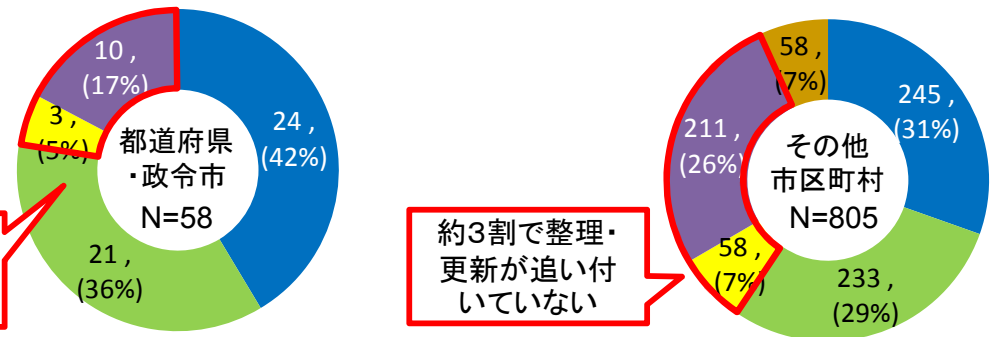 10 ,
(17%)
3 ,
(5%)
24 ,
(42%)
21 ,
(36%)
都道府県
・政令市
N=58
58 ,
(7%)
245 ,
(31%)
211 ,
(26%)
58 ,
(7%)
233 ,
(29%)
その他
市区町村
N=805
約3割で整理・
更新が追い付
いていない